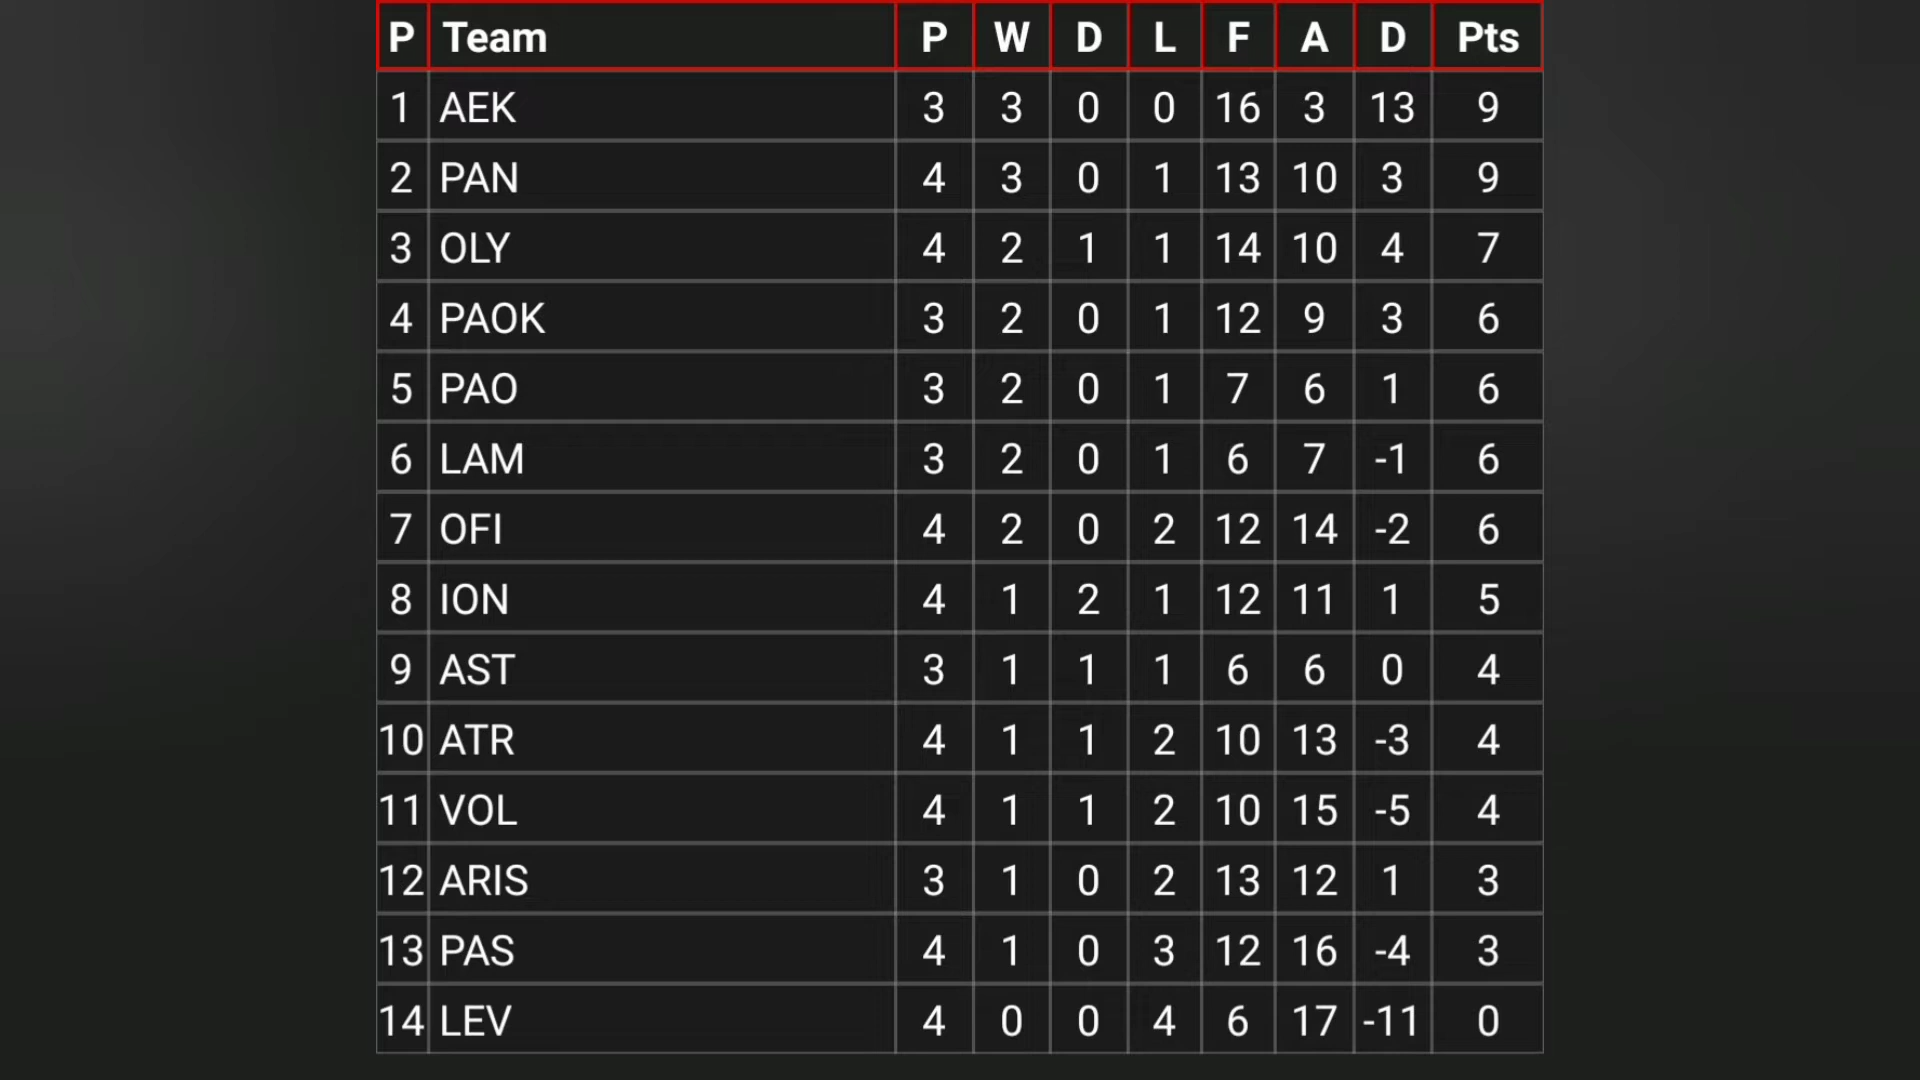 P Team P W D L F A D Pts
1 AEK 3 3 0 0 16 3 13 9
2 PAN 4 3 0 1 13 10 3 9
3 OLY 4 2 1 1 14 10 4 7
4 PAOK 3 2 0 1 12 9 3 6
5 PAO 3 2 0 1 7 6 1 6
6 LAM 3 2 0 1 6 7 -1 6
7 OFI 4 2 0 2 12 14 -2 6
8 ION 4 1 2 1 12 11 1 5
9 AST 3 1 1 1 6 6 0 4
10 ATR 4 1 1 2 10 13 -3 4
11 VOL 4 1 1 2 10 15 -5 4
12 ARIS 3 1 0 2 13 12 1 3
13 PAS 4 1 0 3 12 16 -4 3
14 LEV 4 0 0 4 6 17 -11 0